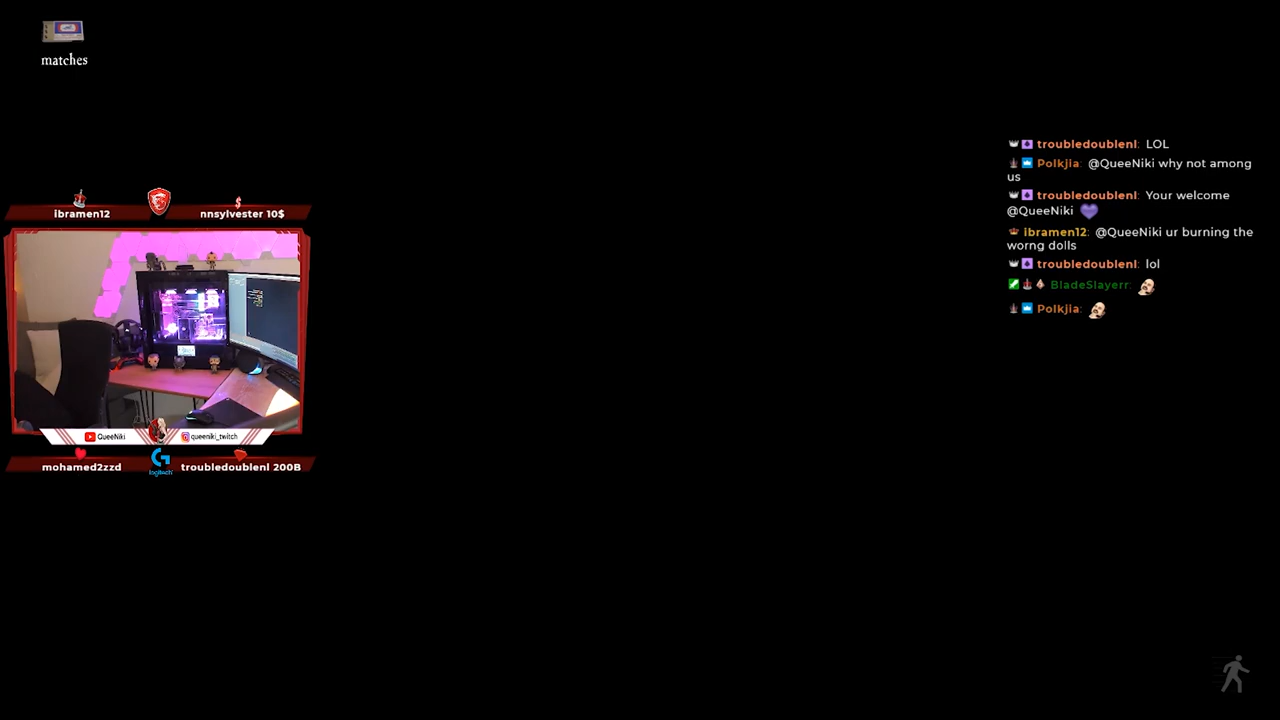 matches
ibramen12
nnsylvester 10$
QueeNiki
queeniki_twitch
mohamed2zzd
logitech
troubledoublenl 200B
troubledoublenl: LOL
Polkjia: @QueeNiki why not among
us
troubledoublenl: Your welcome
@QueeNiki
ibramen12: @QueeNiki ur burning the
worng dolls
troubledoublenl: lol
BladeSlayerr:
Polkjia: